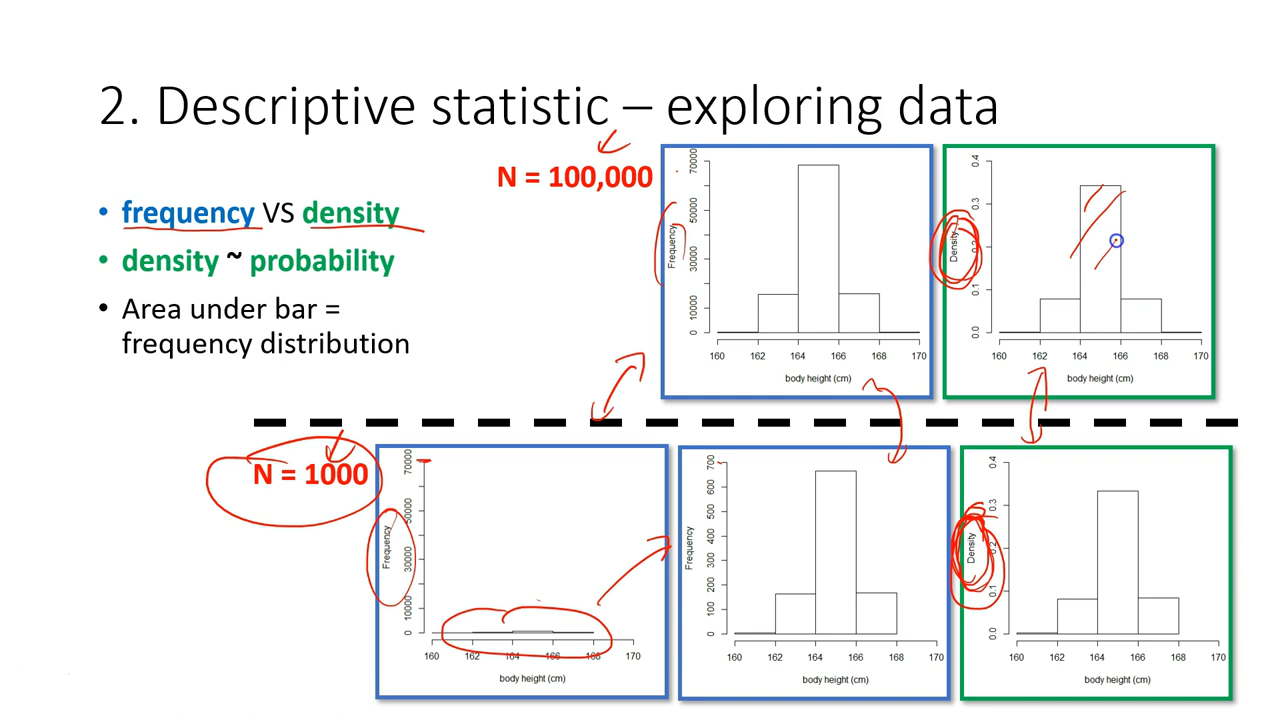 2. Descriptive statistic – exploring data
• frequency VS density
• density ~ probability
• Area under bar =
frequency distribution
N = 100,000
Frequency
0 10000 30000 50000 70000
160 162 164 166 168 170
body height (cm)
Density
0.0 0.1 0.2 0.3 0.4
160 162 164 166 168 170
body height (cm)
N = 1000
Frequency
0 10000 30000 50000 70000
160 162 164 166 168 170
body height (cm)
Frequency
0 100 200 300 400 500 600 700
160 162 164 166 168 170
body height (cm)
Density
0.0 0.1 0.2 0.3 0.4
160 162 164 166 168 170
body height (cm)